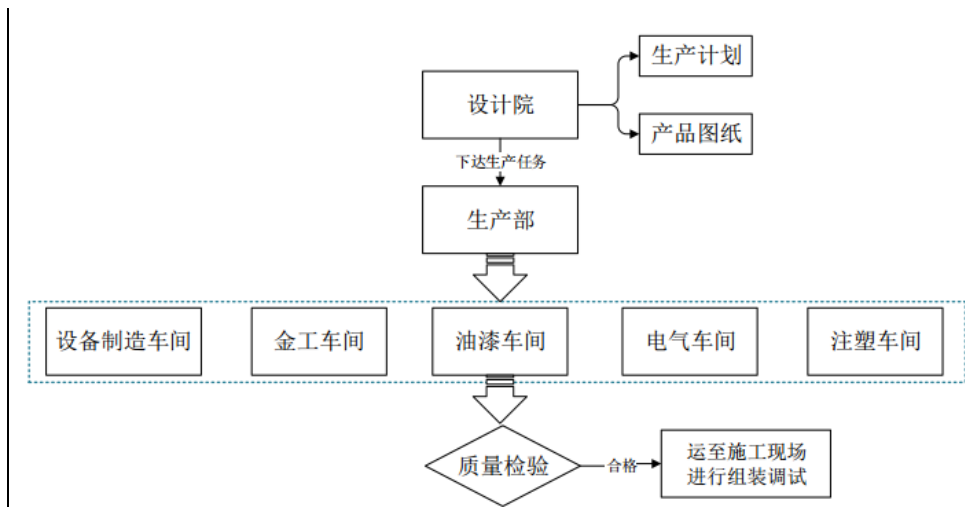 生产计划
设计院
产品图纸
下达生产任务
生产部
设备制造车间
金工车间
油漆车间
电气车间
注塑车间
质量检验
合格
运至施工现场
进行组装调试